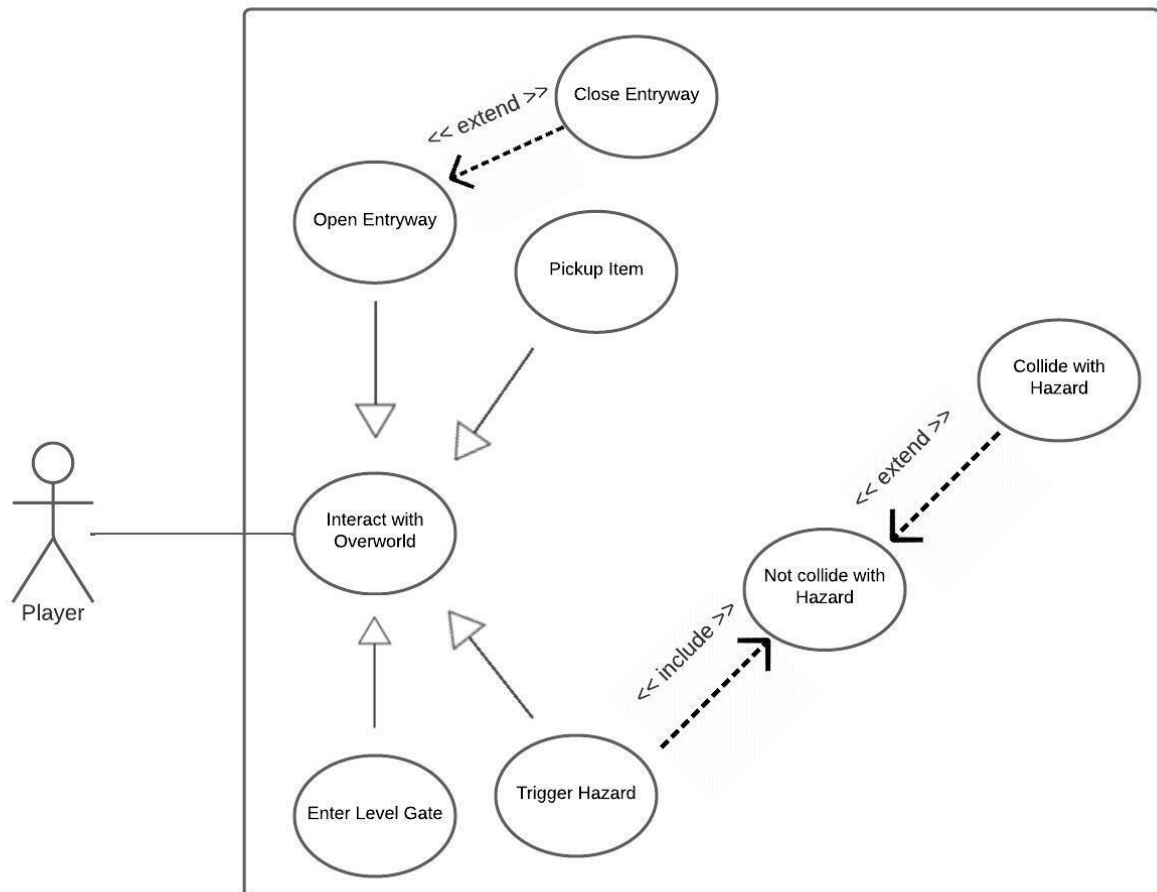 Close Entryway
<< extend >>
Open Entryway
Pickup Item
Collide with
Hazard
<< extend >>
Interact with
Overworld
Player
Not collide with
Hazard
<< include >>
Enter Level Gate
Trigger Hazard